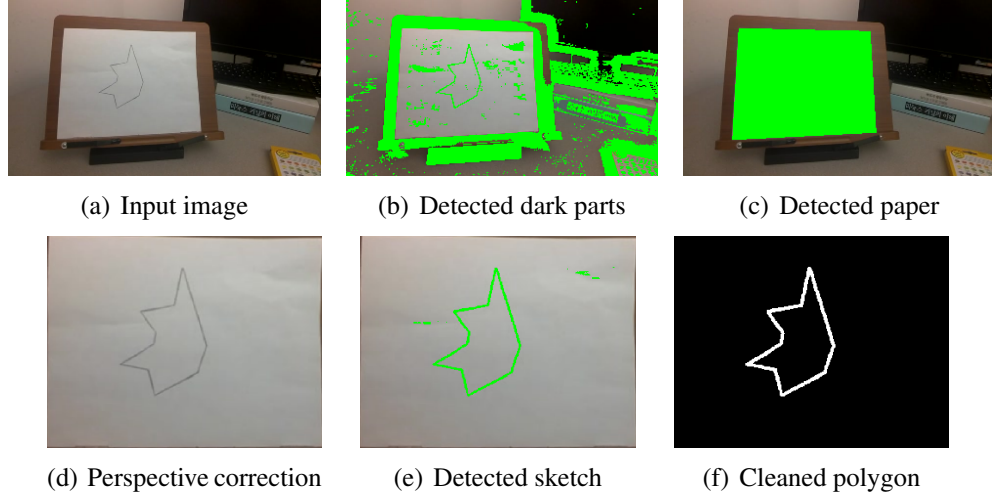 (a) Input image
(b) Detected dark parts
(c) Detected paper
(d) Perspective correction
(e) Detected sketch
(f) Cleaned polygon